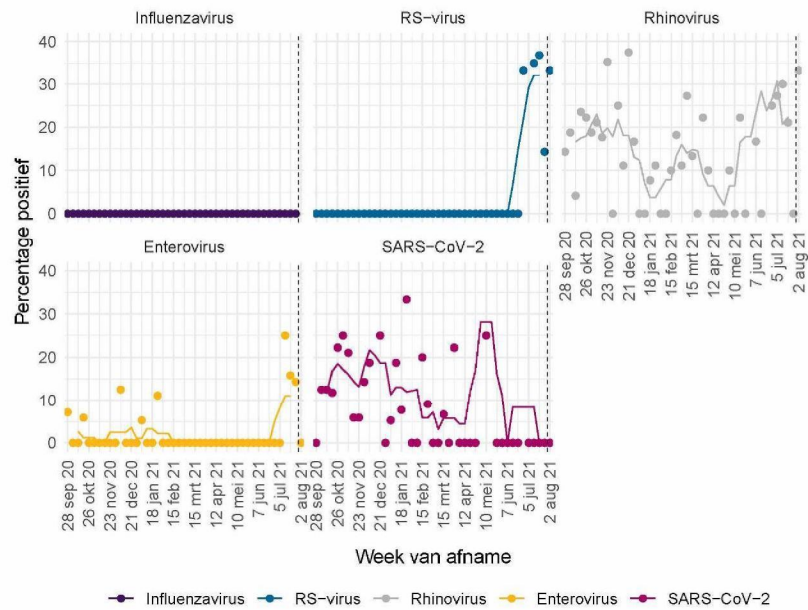 Influenzavirus
RS−virus
Rhinovirus
40
30
20
10
0
28 sep 20
26 okt 20
23 nov 20
21 dec 20
18 jan 21
15 feb 21
15 mrt 21
12 apr 21
10 mei 21
7 jun 21
5 jul 21
2 aug 21
Percentage positief
Enterovirus
SARS−CoV−2
40
30
20
10
0
28 sep 20
26 okt 20
23 nov 20
21 dec 20
18 jan 21
15 feb 21
15 mrt 21
12 apr 21
10 mei 21
7 jun 21
5 jul 21
2 aug 21
28 sep 20
26 okt 20
23 nov 20
21 dec 20
18 jan 21
15 feb 21
15 mrt 21
12 apr 21
10 mei 21
7 jun 21
5 jul 21
2 aug 21
Week van afname
Influenzavirus RS−virus Rhinovirus Enterovirus SARS−CoV−2